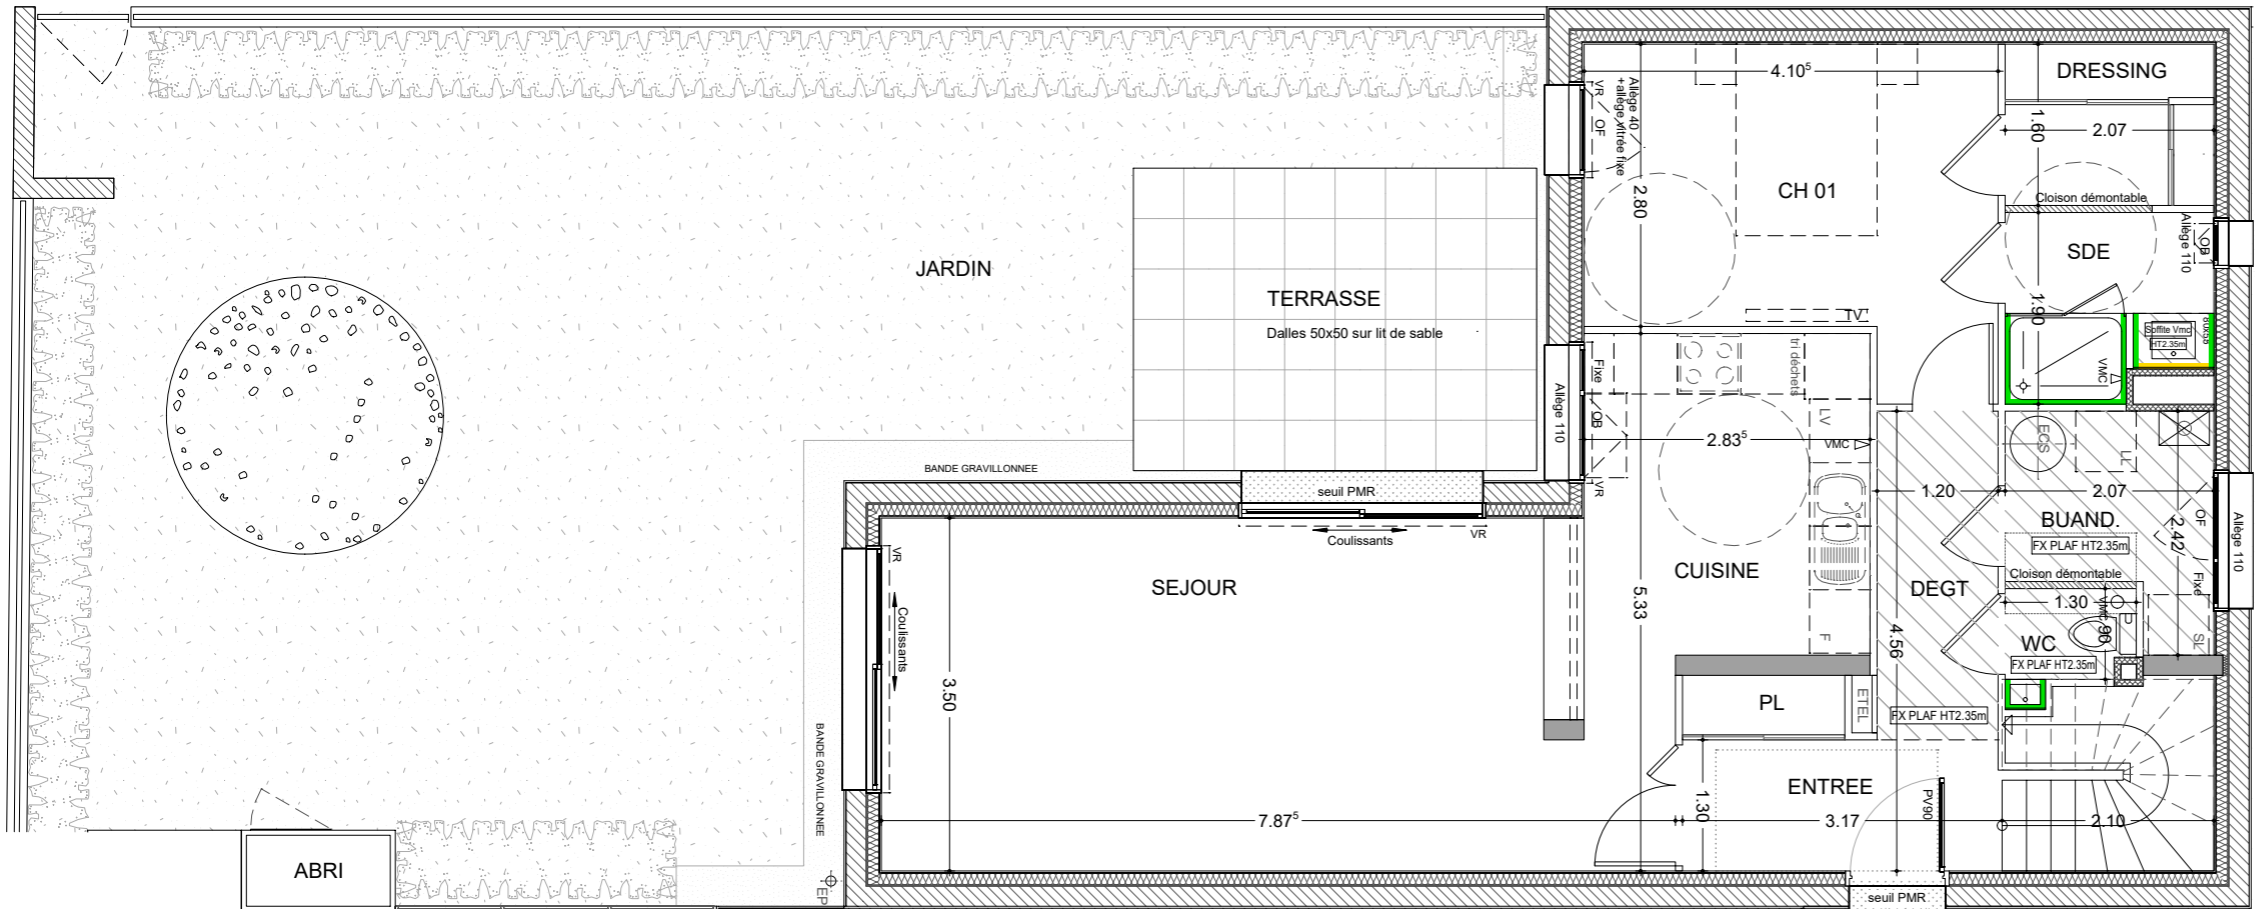 4.10⁵
DRESSING
1.60
2.07
Allège 40
+allège vitrée fixe
VR
OF
2.80
CH 01
Cloison démontable
SDE
Allège 110
OB
JARDIN
TERRASSE
Dalles 50x50 sur lit de sable
1.90
TV
Soffite Vmc
HT2.35m
80x58
VMC
Fixe
OB
VR
Allège 110
tri déchets
LV
VMC
2.83⁵
ECS
LL
BANDE GRAVILLONNEE
seuil PMR
1.20
2.07
BUAND.
FX PLAF HT2.35m
2.42
OF
Fixe
Allège 110
Coulissants
VR
VR
Coulissants
SEJOUR
CUISINE
DEGT
Cloison démontable
1.30
VMC
.90
WC
FX PLAF HT2.35m
SL
F
5.33
4.56
3.50
PL
ETEL
FX PLAF HT2.35m
BANDE GRAVILLONNEE
ENTREE
PV90
1.30
7.87⁵
3.17
2.10
ABRI
EP
seuil PMR